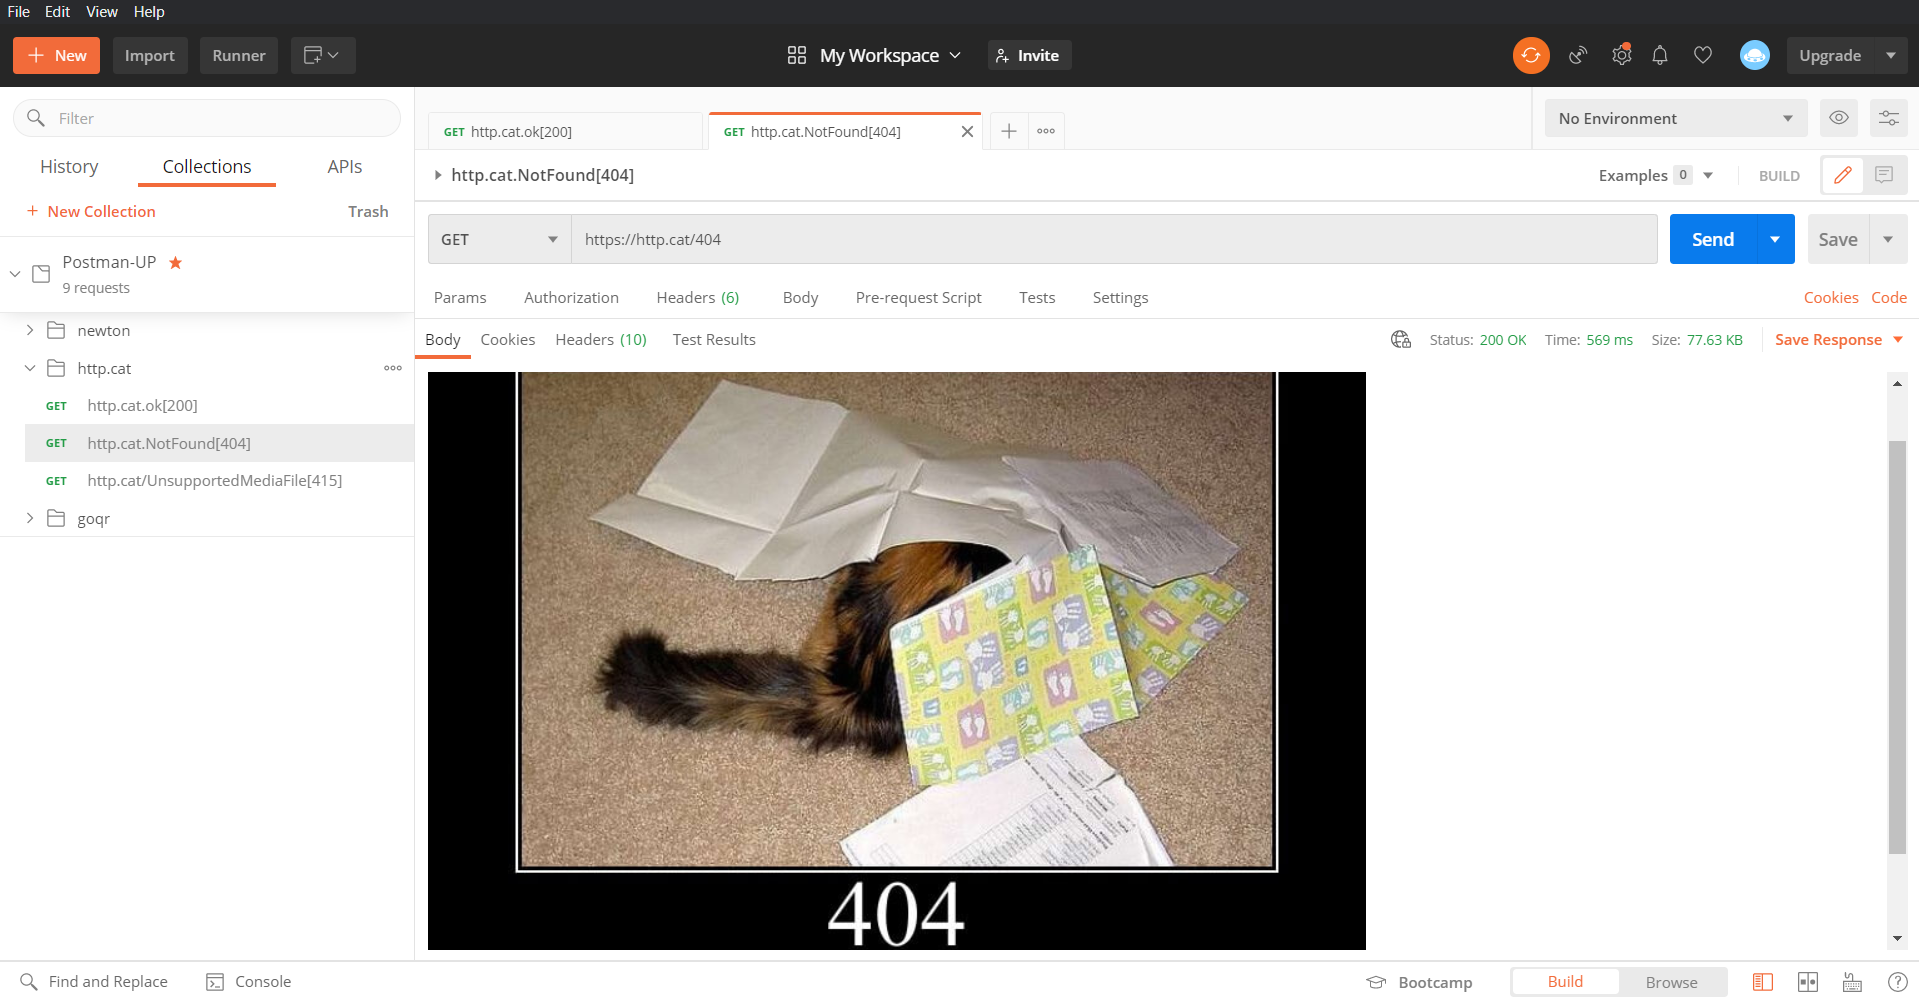 File Edit View Help
New Import Runner My Workspace Invite Upgrade
Filter
GET http.cat.ok[200] GET http.cat.NotFound[404] No Environment
History Collections APIs
http.cat.NotFound[404] Examples 0 BUILD
+ New Collection Trash
GET https://http.cat/404 Send Save
Postman-UP
9 requests
Params Authorization Headers (6) Body Pre-request Script Tests Settings Cookies Code
newton
Body Cookies Headers (10) Test Results Status: 200 OK Time: 569 ms Size: 77.63 KB Save Response
http.cat
GET http.cat.ok[200]
GET http.cat.NotFound[404]
GET http.cat/UnsupportedMediaFile[415]
goqr
404
Find and Replace Console Bootcamp Build Browse